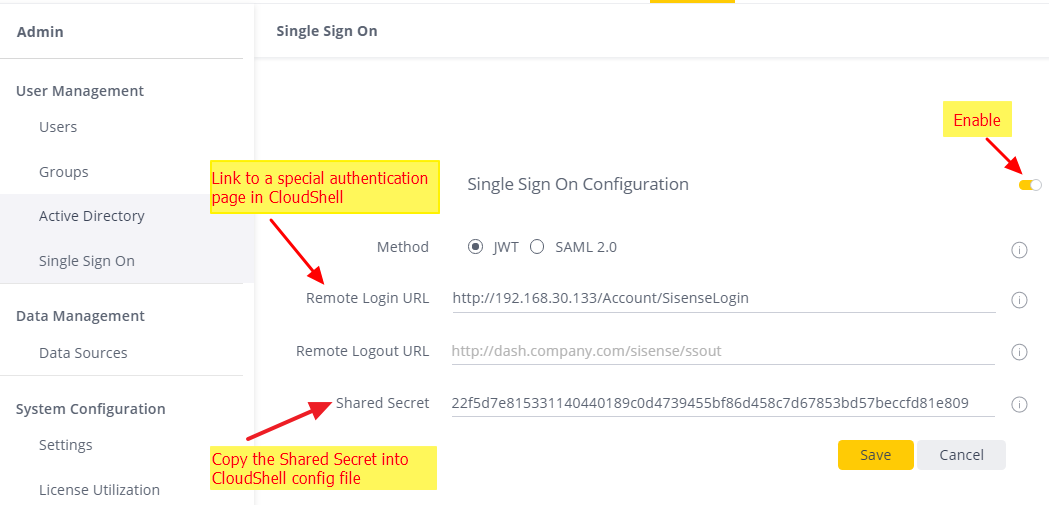 Admin
Single Sign On
User Management
Users
Groups
Active Directory
Single Sign On
Data Management
Data Sources
System Configuration
Settings
License Utilization
Enable
Link to a special authentication
page in CloudShell
Single Sign On Configuration
Method JWT SAML 2.0
Remote Login URL http://192.168.30.133/Account/SisenseLogin
Remote Logout URL http://dash.company.com/sisense/ssout
Shared Secret 22f5d7e815331140440189c0d4739455bf86d458c7d67853bd57beccfd81e809
Copy the Shared Secret into
CloudShell config file
Save Cancel